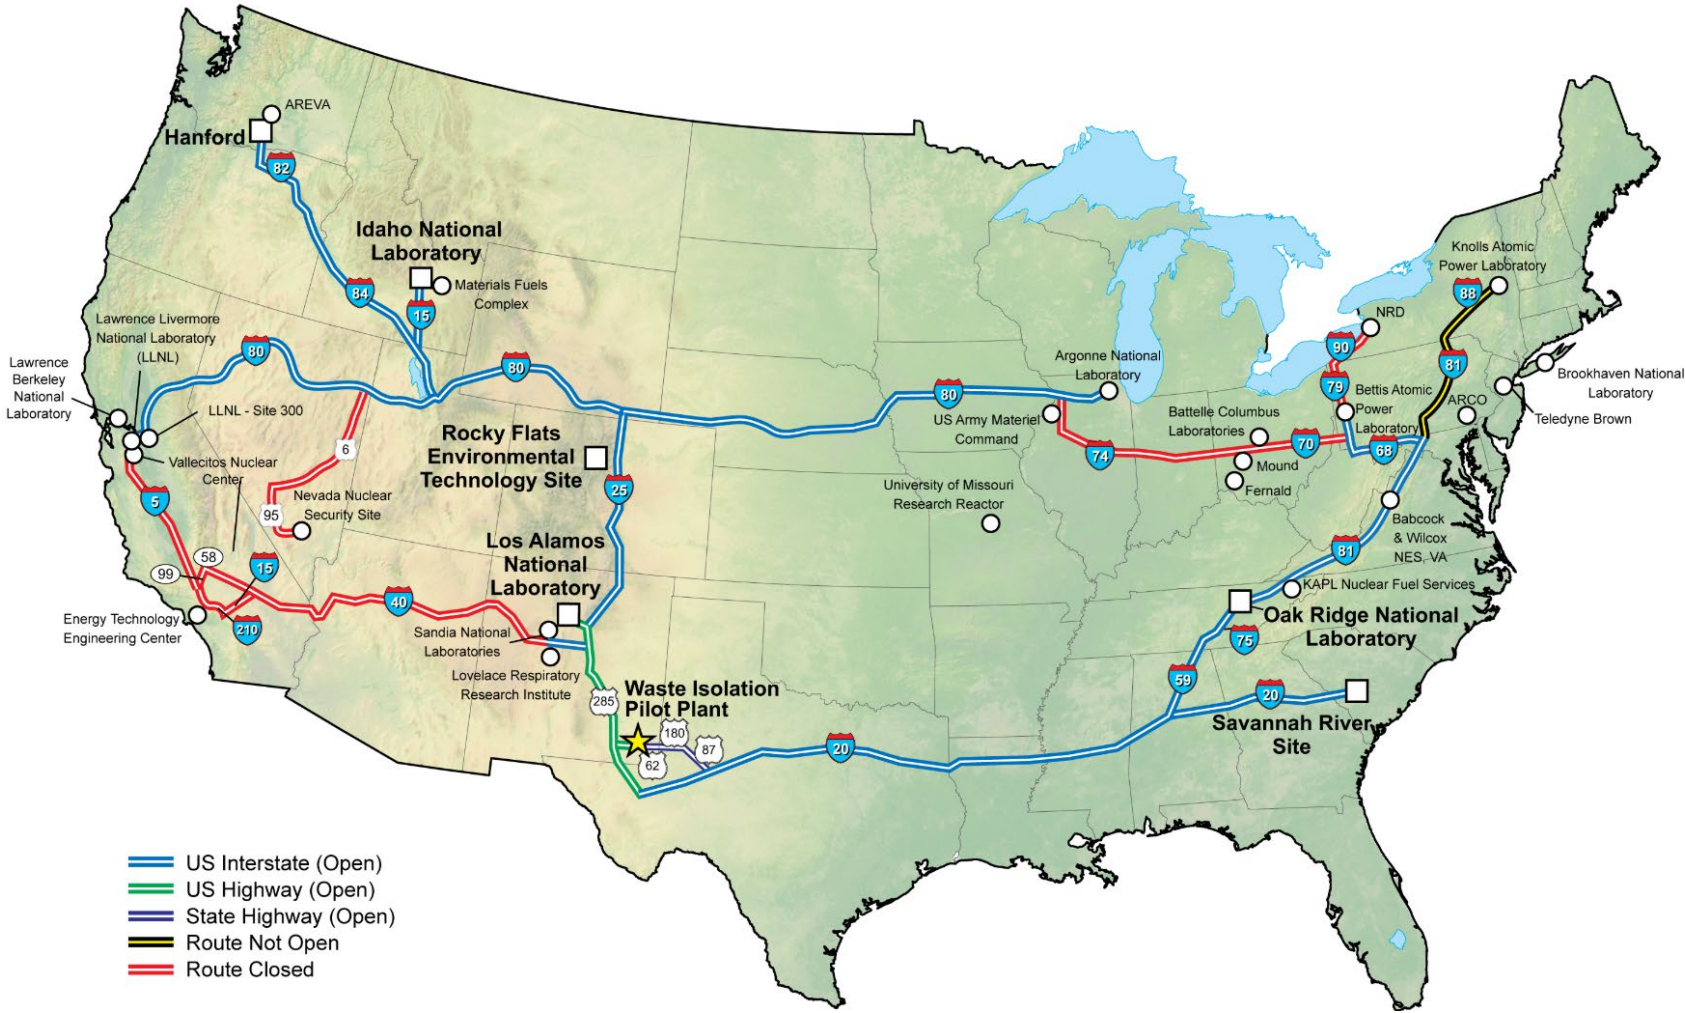 AREVA
Hanford
82
Idaho National
Laboratory
Materials Fuels
Complex
84
15
Knolls Atomic
Power Laboratory
88
NRD
Lawrence Livermore
National Laboratory
(LLNL)
80
80
90
81
Argonne National
Laboratory
Lawrence
Berkeley
National
Laboratory
79
Bettis Atomic
Power
Laboratory
Brookhaven National
Laboratory
80
ARCO
Teledyne Brown
LLNL - Site 300
US Army Materiel
Command
Battelle Columbus
Laboratories
Rocky Flats
Environmental
Technology Site
6
74
70
68
Vallecitos Nuclear
Center
Mound
Fernald
5
Nevada Nuclear
Security Site
95
25
University of Missouri
Research Reactor
Babcock
& Wilcox
NES, VA
Los Alamos
National
Laboratory
81
58
99
15
KAPL Nuclear Fuel Services
40
Oak Ridge National
Laboratory
Energy Technology
Engineering Center
210
Sandia National
Laboratories
75
Lovelace Respiratory
Research Institute
59
Waste Isolation
Pilot Plant
285
20
Savannah River
Site
180
87
62
20
US Interstate (Open)
US Highway (Open)
State Highway (Open)
Route Not Open
Route Closed